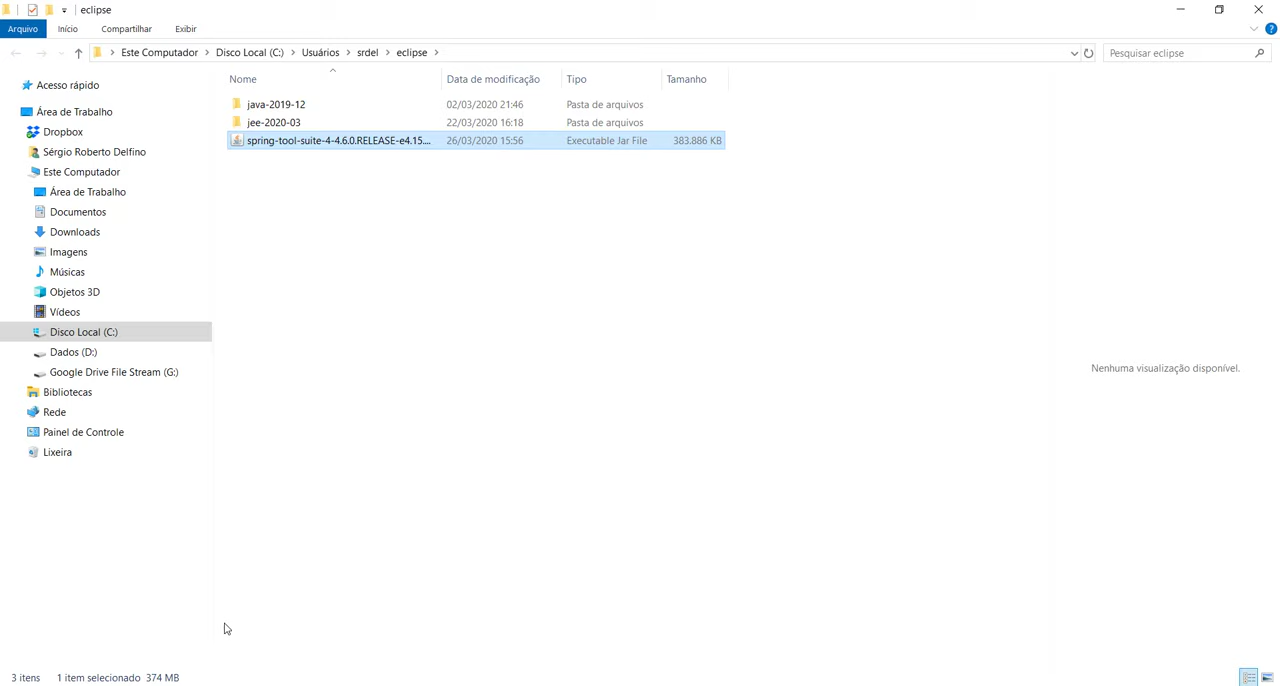 eclipse
Arquivo Início Compartilhar Exibir
Este Computador > Disco Local (C:) > Usuários > srdel > eclipse >
Pesquisar eclipse
Nome Data de modificação Tipo Tamanho
java-2019-12 02/03/2020 21:46 Pasta de arquivos
jee-2020-03 22/03/2020 16:18 Pasta de arquivos
spring-tool-suite-4-4.6.0.RELEASE-e4.15.... 26/03/2020 15:56 Executable Jar File 383.886 KB
Acesso rápido
Área de Trabalho
Dropbox
Sérgio Roberto Delfino
Este Computador
Área de Trabalho
Documentos
Downloads
Imagens
Músicas
Objetos 3D
Vídeos
Disco Local (C:)
Dados (D:)
Google Drive File Stream (G:)
Bibliotecas
Rede
Painel de Controle
Lixeira
Nenhuma visualização disponível.
3 itens 1 item selecionado 374 MB